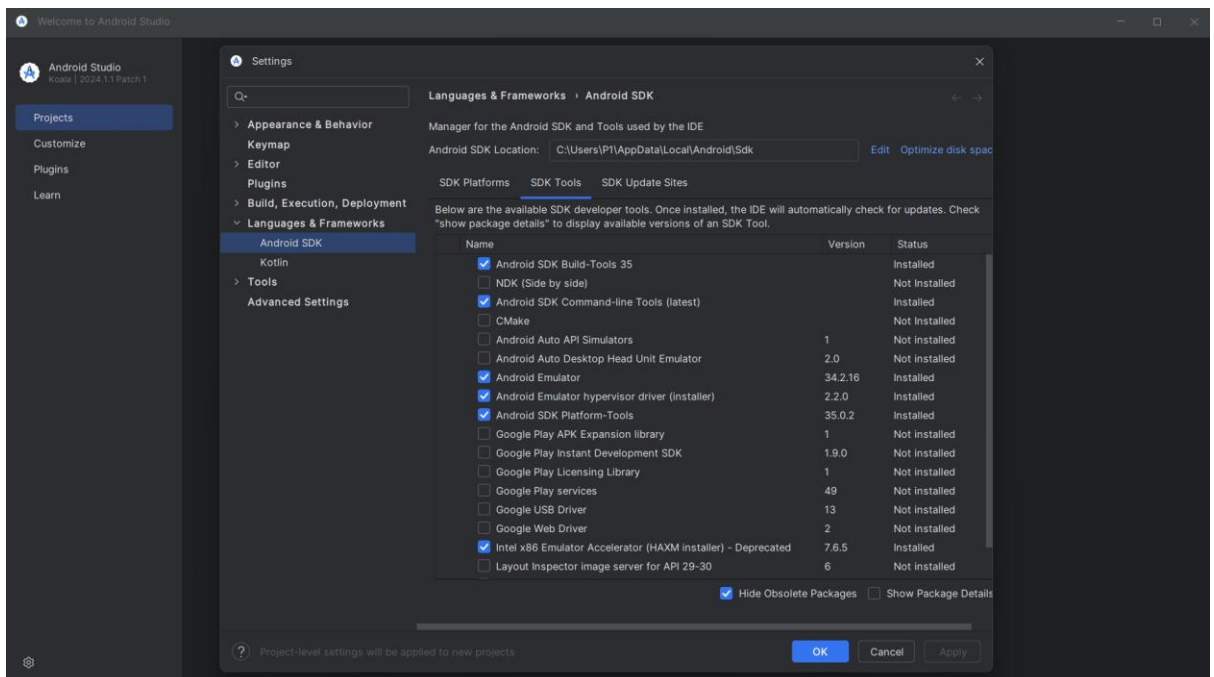 Welcome to Android Studio
Android Studio
Koala | 2024.1.1 Patch 1
Projects
Customize
Plugins
Learn
Settings
Appearance & Behavior
Keymap
Editor
Plugins
Build, Execution, Deployment
Languages & Frameworks
Android SDK
Kotlin
Tools
Advanced Settings
Languages & Frameworks › Android SDK
Manager for the Android SDK and Tools used by the IDE
Android SDK Location: C:\Users\P1\AppData\Local\Android\Sdk Edit Optimize disk spac
SDK Platforms SDK Tools SDK Update Sites
Below are the available SDK developer tools. Once installed, the IDE will automatically check for updates. Check
"show package details" to display available versions of an SDK Tool.
Name Version Status
Android SDK Build-Tools 35 Installed
NDK (Side by side) Not Installed
Android SDK Command-line Tools (latest) Installed
CMake Not Installed
Android Auto API Simulators 1 Not installed
Android Auto Desktop Head Unit Emulator 2.0 Not installed
Android Emulator 34.2.16 Installed
Android Emulator hypervisor driver (installer) 2.2.0 Installed
Android SDK Platform-Tools 35.0.2 Installed
Google Play APK Expansion library 1 Not installed
Google Play Instant Development SDK 1.9.0 Not installed
Google Play Licensing Library 1 Not installed
Google Play services 49 Not installed
Google USB Driver 13 Not installed
Google Web Driver 2 Not installed
Intel x86 Emulator Accelerator (HAXM installer) - Deprecated 7.6.5 Installed
Layout Inspector image server for API 29-30 6 Not installed
Hide Obsolete Packages Show Package Details
? Project-level settings will be applied to new projects
OK Cancel Apply